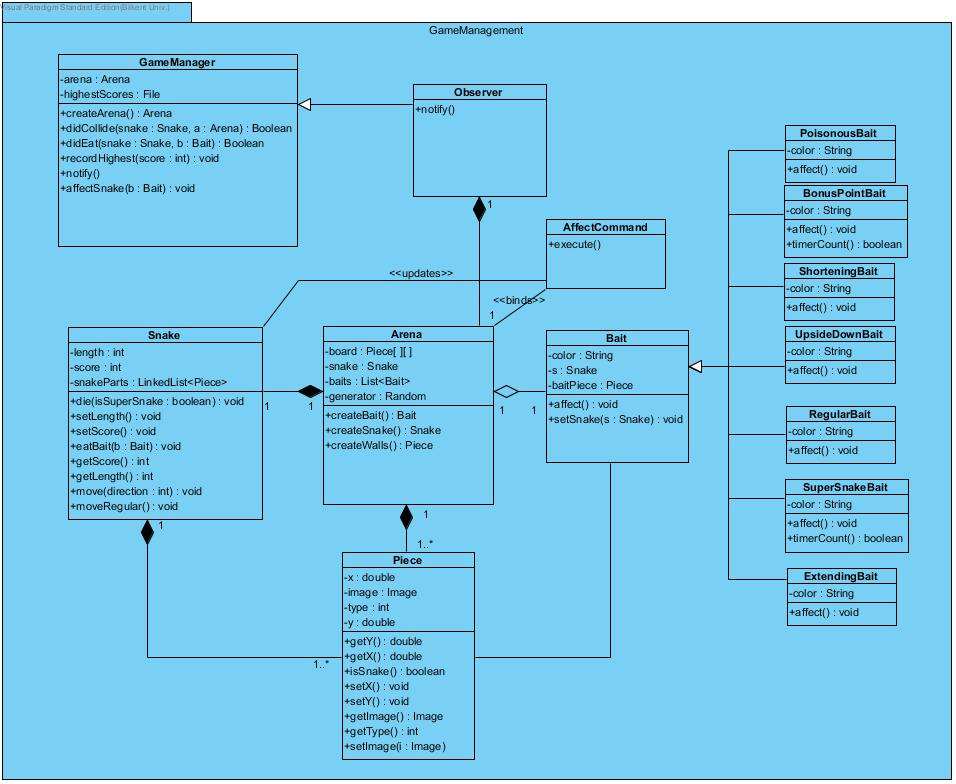 Visual Paradigm Standard Edition(Bilkent Univ.)
GameManagement
GameManager
-arena : Arena
-highestScores : File
+createArena() : Arena
+didCollide(snake : Snake, a : Arena) : Boolean
+didEat(snake : Snake, b : Bait) : Boolean
+recordHighest(score : int) : void
+notify()
+affectSnake(b : Bait) : void
Observer
+notify()
1
AffectCommand
+execute()
<<updates>>
<<binds>>
1
Snake
-length : int
-score : int
-snakeParts : LinkedList<Piece>
+die(isSuperSnake : boolean) : void
+setLength() : void
+setScore() : void
+eatBait(b : Bait) : void
+getScore() : int
+getLength() : int
+move(direction : int) : void
+moveRegular() : void
1
1
1
Arena
-board : Piece[ ][ ]
-snake : Snake
-baits : List<Bait>
-generator : Random
+createBait() : Bait
+createSnake() : Snake
+createWalls() : Piece
1
1
1
1..*
Bait
-color : String
-s : Snake
-baitPiece : Piece
+affect() : void
+setSnake(s : Snake) : void
Piece
-x : double
-image : Image
-type : int
-y : double
+getY() : double
+getX() : double
+isSnake() : boolean
+setX() : void
+setY() : void
+getImage() : Image
+getType() : int
+setImage(i : Image)
1..*
PoisonousBait
-color : String
+affect() : void
BonusPointBait
-color : String
+affect() : void
+timerCount() : boolean
ShorteningBait
-color : String
+affect() : void
UpsideDownBait
-color : String
+affect() : void
RegularBait
-color : String
+affect() : void
SuperSnakeBait
-color : String
+affect() : void
+timerCount() : boolean
ExtendingBait
-color : String
+affect() : void